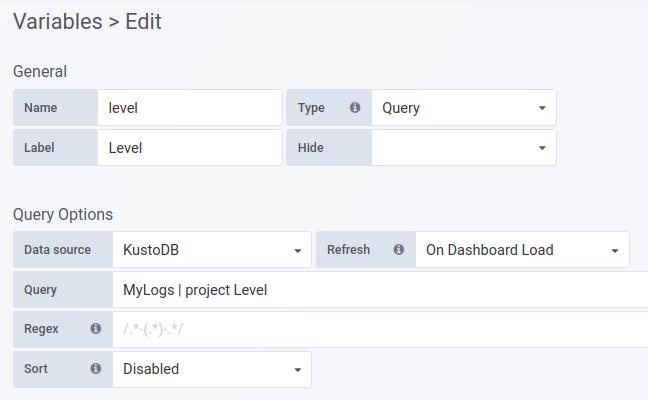 Variables > Edit
General
Name level Type Query
Label Level Hide
Query Options
Data source KustoDB Refresh On Dashboard Load
Query MyLogs | project Level
Regex /.*-(.*)-.*/
Sort Disabled